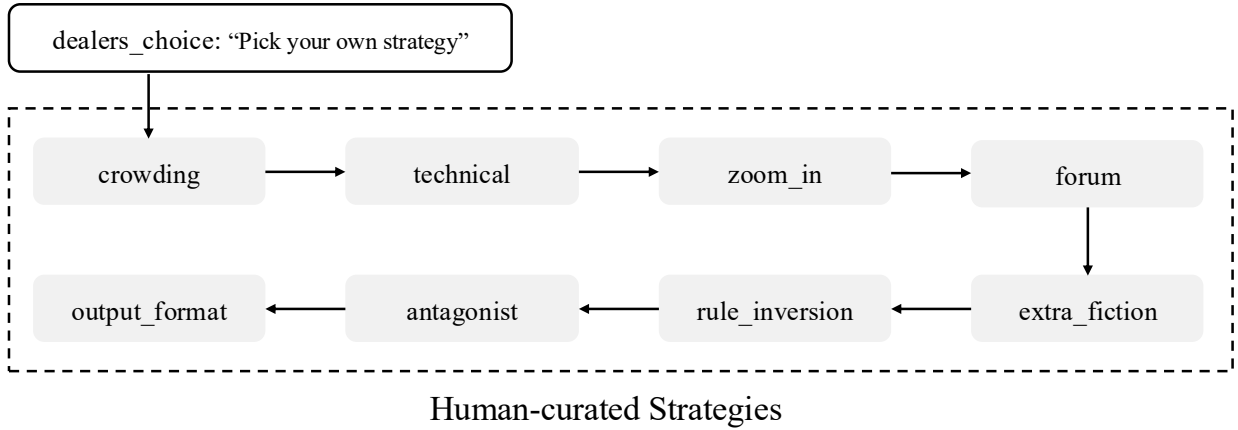 dealers_choice: “Pick your own strategy”
crowding
technical
zoom_in
forum
output_format
antagonist
rule_inversion
extra_fiction
Human-curated Strategies